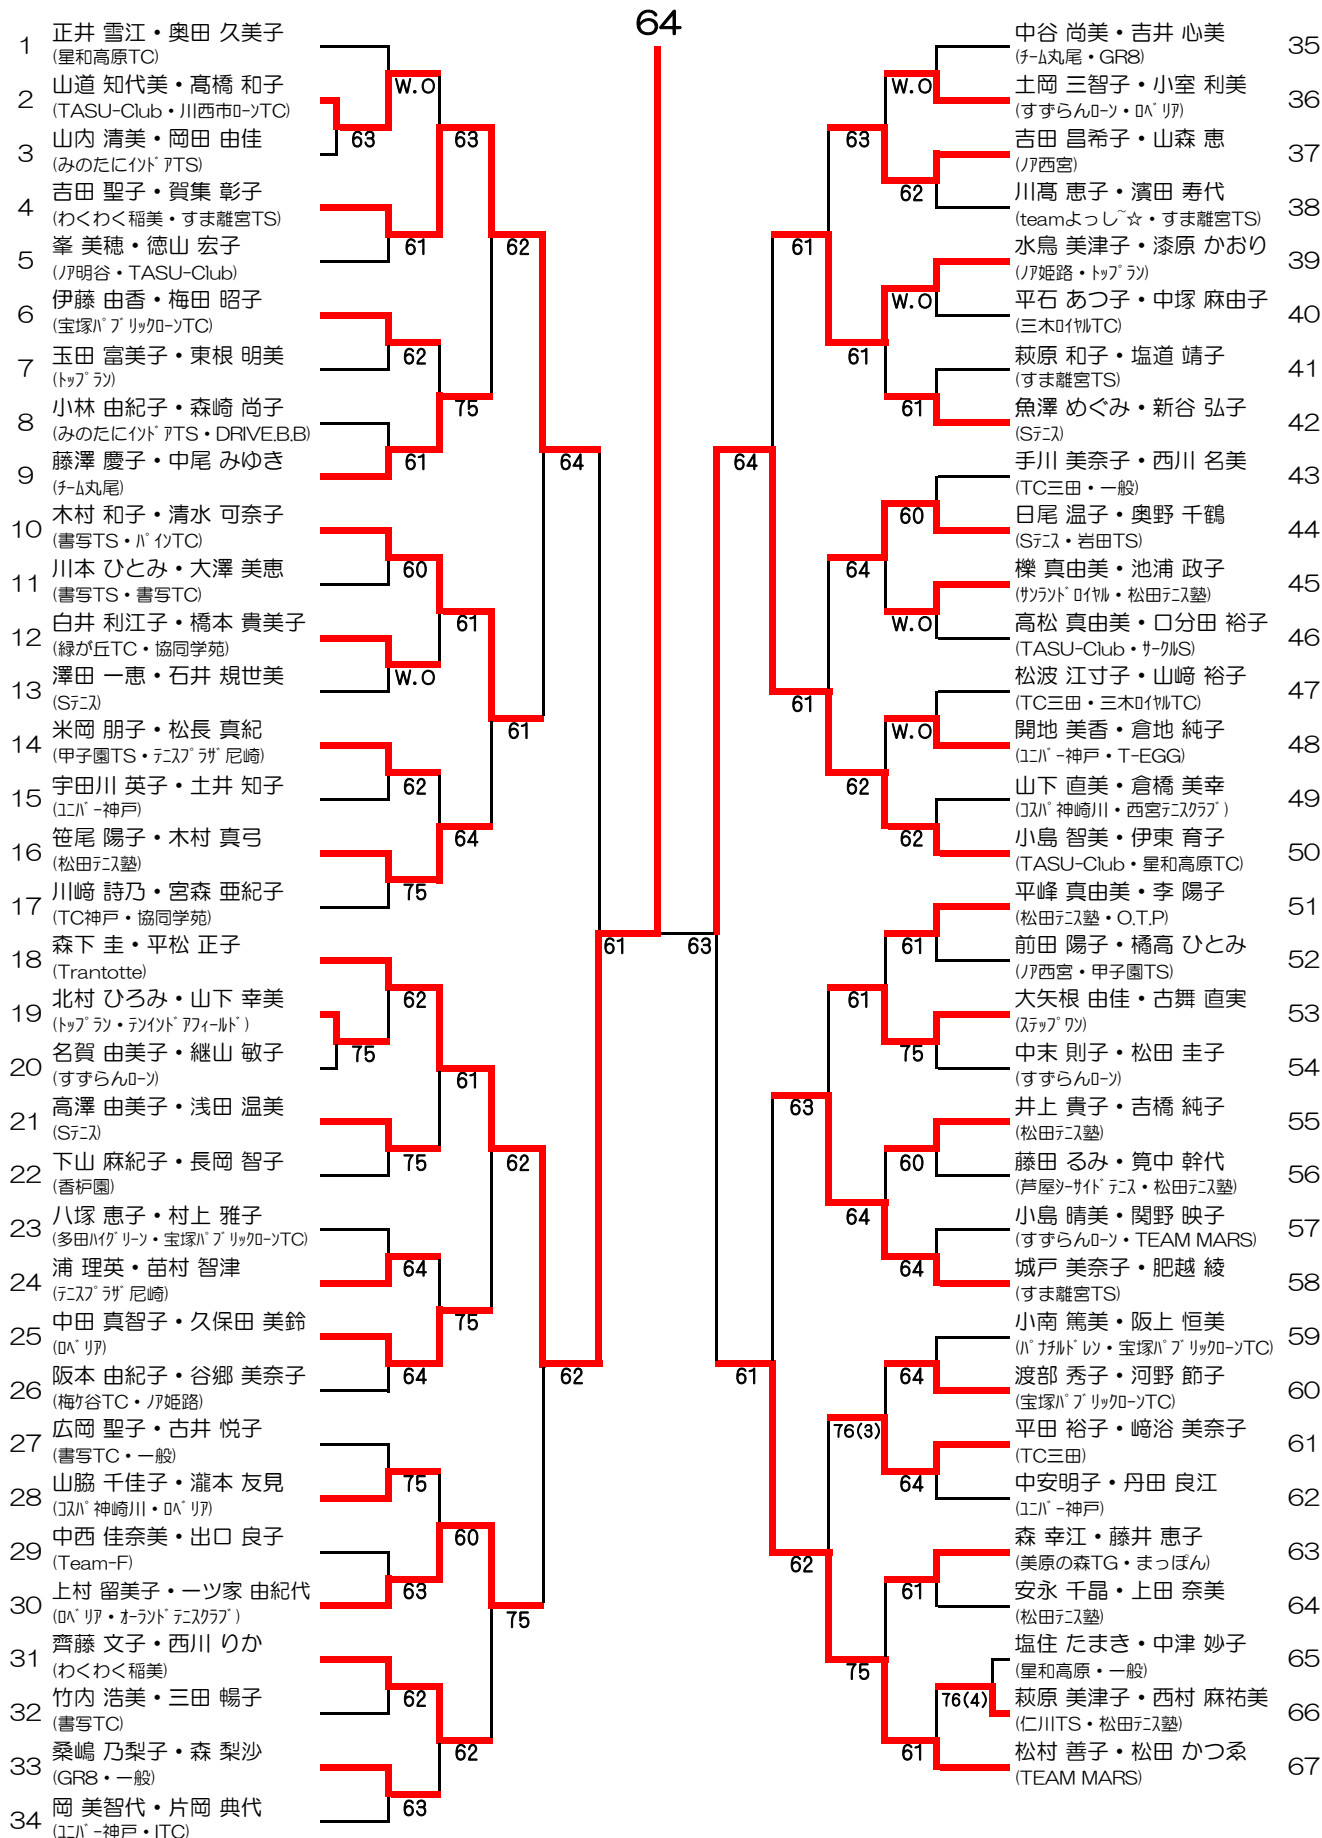 64
1 正井 雪江・奥田 久美子
(星和高原TC)
2 山道 知代美・髙橋 和子
(TASU-Club・川西市ﾛｰﾝTC)
3 山内 清美・岡田 由佳
(みのたにｲﾝﾄﾞｱTS)
4 吉田 聖子・賀集 彰子
(わくわく稲美・すま離宮TS)
5 峯 美穂・徳山 宏子
(ﾉｱ明谷・TASU-Club)
6 伊藤 由香・梅田 昭子
(宝塚ﾊﾟﾌﾞﾘｯｸﾛｰﾝTC)
7 玉田 富美子・東根 明美
(ﾄｯﾌﾟﾗﾝ)
8 小林 由紀子・森崎 尚子
(みのたにｲﾝﾄﾞｱTS・DRIVE.B.B)
9 藤澤 慶子・中尾 みゆき
(ﾁｰﾑ丸尾)
10 木村 和子・清水 可奈子
(書写TS・ﾊﾟｲﾝTC)
11 川本 ひとみ・大澤 美恵
(書写TS・書写TC)
12 白井 利江子・橋本 貴美子
(緑が丘TC・協同学苑)
13 澤田 一恵・石井 規世美
(Sﾃﾆｽ)
14 米岡 朋子・松長 真紀
(甲子園TS・ﾃﾆｽﾌﾟﾗｻﾞ尼崎)
15 宇田川 英子・土井 知子
(ﾕﾆﾊﾞｰ神戸)
16 笹尾 陽子・木村 真弓
(松田ﾃﾆｽ塾)
17 川﨑 詩乃・宮森 亜紀子
(TC神戸・協同学苑)
18 森下 圭・平松 正子
(Trantotte)
19 北村 ひろみ・山下 幸美
(ﾄｯﾌﾟﾗﾝ・ﾃﾝｲﾝﾄﾞｱﾌｨｰﾙﾄﾞ)
20 名賀 由美子・継山 敏子
(すずらんﾛｰﾝ)
21 高澤 由美子・浅田 温美
(Sﾃﾆｽ)
22 下山 麻紀子・長岡 智子
(香枦園)
23 八塚 恵子・村上 雅子
(多田ﾊｲｸﾞﾘｰﾝ・宝塚ﾊﾟﾌﾞﾘｯｸﾛｰﾝTC)
24 浦 理英・苗村 智津
(ﾃﾆｽﾌﾟﾗｻﾞ尼崎)
25 中田 真智子・久保田 美鈴
(ﾛﾍﾞﾘｱ)
26 阪本 由紀子・谷郷 美奈子
(梅ｹ谷TC・ﾉｱ姫路)
27 広岡 聖子・古井 悦子
(書写TC・一般)
28 山脇 千佳子・瀧本 友見
(ｺｽﾊﾟ神崎川・ﾛﾍﾞﾘｱ)
29 中西 佳奈美・出口 良子
(Team-F)
30 上村 留美子・一ツ家 由紀代
(ﾛﾍﾞﾘｱ・ｵｰﾗﾝﾄﾞﾃﾆｽｸﾗﾌﾞ)
31 齊藤 文子・西川 りか
(わくわく稲美)
32 竹内 浩美・三田 暢子
(書写TC)
33 桑嶋 乃梨子・森 梨沙
(GR8・一般)
34 岡 美智代・片岡 典代
(ﾕﾆﾊﾞｰ神戸・ITC)
63
75
W.O
61
62
61
60
W.O
62
75
62
75
64
64
75
63
62
63
63
75
61
64
61
75
60
62
62
61
62
75
64
62
61
63
64
61
61
61
63
62
63
61
64
62
61
64
76(3)
75
W.O
62
W.O
61
60
W.O
W.O
62
61
75
60
64
64
64
61
61
76(4)
中谷 尚美・吉井 心美 35
(ﾁｰﾑ丸尾・GR8)
土岡 三智子・小室 利美 36
(すずらんﾛｰﾝ・ﾛﾍﾞﾘｱ)
吉田 昌希子・山森 恵 37
(ﾉｱ西宮)
川髙 恵子・濱田 寿代 38
(teamよっし~☆・すま離宮TS)
水鳥 美津子・漆原 かおり 39
(ﾉｱ姫路・ﾄｯﾌﾟﾗﾝ)
平石 あつ子・中塚 麻由子 40
(三木ﾛｲﾔﾙTC)
萩原 和子・塩道 靖子 41
(すま離宮TS)
魚澤 めぐみ・新谷 弘子 42
(Sﾃﾆｽ)
手川 美奈子・西川 名美 43
(TC三田・一般)
日尾 温子・奥野 千鶴 44
(Sﾃﾆｽ・岩田TS)
櫟 真由美・池浦 政子 45
(ｻﾝﾗﾝﾄﾞﾛｲﾔﾙ・松田ﾃﾆｽ塾)
高松 真由美・口分田 裕子 46
(TASU-Club・ｻｰｸﾙS)
松波 江寸子・山﨑 裕子 47
(TC三田・三木ﾛｲﾔﾙTC)
開地 美香・倉地 純子 48
(ﾕﾆﾊﾞｰ神戸・T-EGG)
山下 直美・倉橋 美幸 49
(ｺｽﾊﾟ神崎川・西宮ﾃﾆｽｸﾗﾌﾞ)
小島 智美・伊東 育子 50
(TASU-Club・星和高原TC)
平峰 真由美・李 陽子 51
(松田ﾃﾆｽ塾・O.T.P)
前田 陽子・橘高 ひとみ 52
(ﾉｱ西宮・甲子園TS)
大矢根 由佳・古舞 直実 53
(ｽﾃｯﾌﾟﾜﾝ)
中末 則子・松田 圭子 54
(すずらんﾛｰﾝ)
井上 貴子・吉橋 純子 55
(松田ﾃﾆｽ塾)
藤田 るみ・筧中 幹代 56
(芦屋ｼｰｻｲﾄﾞﾃﾆｽ・松田ﾃﾆｽ塾)
小島 晴美・関野 映子 57
(すずらんﾛｰﾝ・TEAM MARS)
城戸 美奈子・肥越 綾 58
(すま離宮TS)
小南 篤美・阪上 恒美 59
(ﾊﾟﾅﾁﾙﾄﾞﾚﾝ・宝塚ﾊﾟﾌﾞﾘｯｸﾛｰﾝTC)
渡部 秀子・河野 節子 60
(宝塚ﾊﾟﾌﾞﾘｯｸﾛｰﾝTC)
平田 裕子・﨑浴 美奈子 61
(TC三田)
中安明子・丹田 良江 62
(ﾕﾆﾊﾞｰ神戸)
森 幸江・藤井 恵子 63
(美原の森TG・まっぽん)
安永 千晶・上田 奈美 64
(松田ﾃﾆｽ塾)
塩住 たまき・中津 妙子 65
(星和高原・一般)
萩原 美津子・西村 麻祐美 66
(仁川TS・松田ﾃﾆｽ塾)
松村 善子・松田 かつゑ 67
(TEAM MARS)